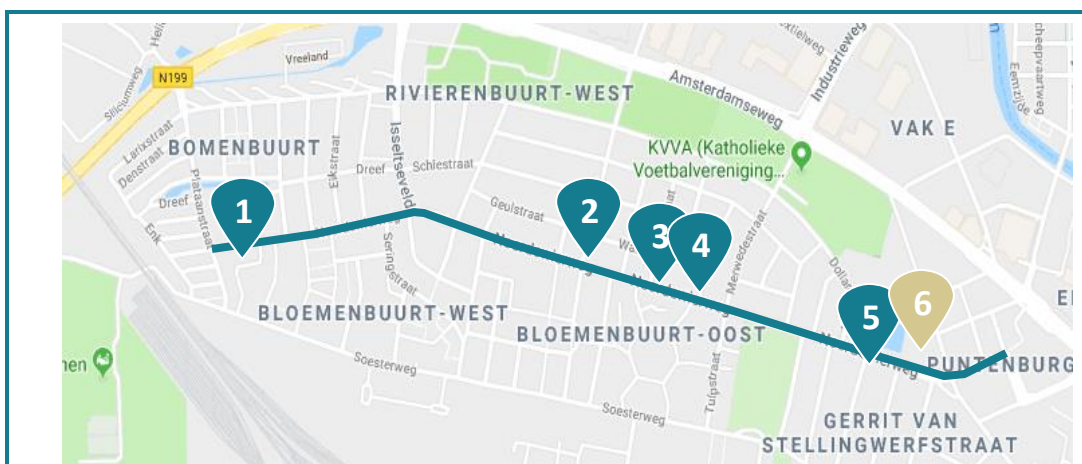 Vreeland
N199
RIVIERENBUURT-WEST
Amsterdamseweg
Industrieweg
Siliciumweg
Larixstraat
Denstraat
BOMENBUURT
Eikstraat
Dreef
Schiestraat
Isseltseveld
KVVA (Katholieke
Voetbalvereniging...
VAK E
Eemzijde
Dreef
Plataanstraat
Enk
Geulstraat
1
2
3
4
5
6
Seringstraat
Merwedestraat
BLOEMENBUURT-WEST
BLOEMENBUURT-OOST
Soesterweg
Soesterweg
Tulpstraat
PUNTENBURG
GERRIT VAN
STELLINGWERFSTRAAT